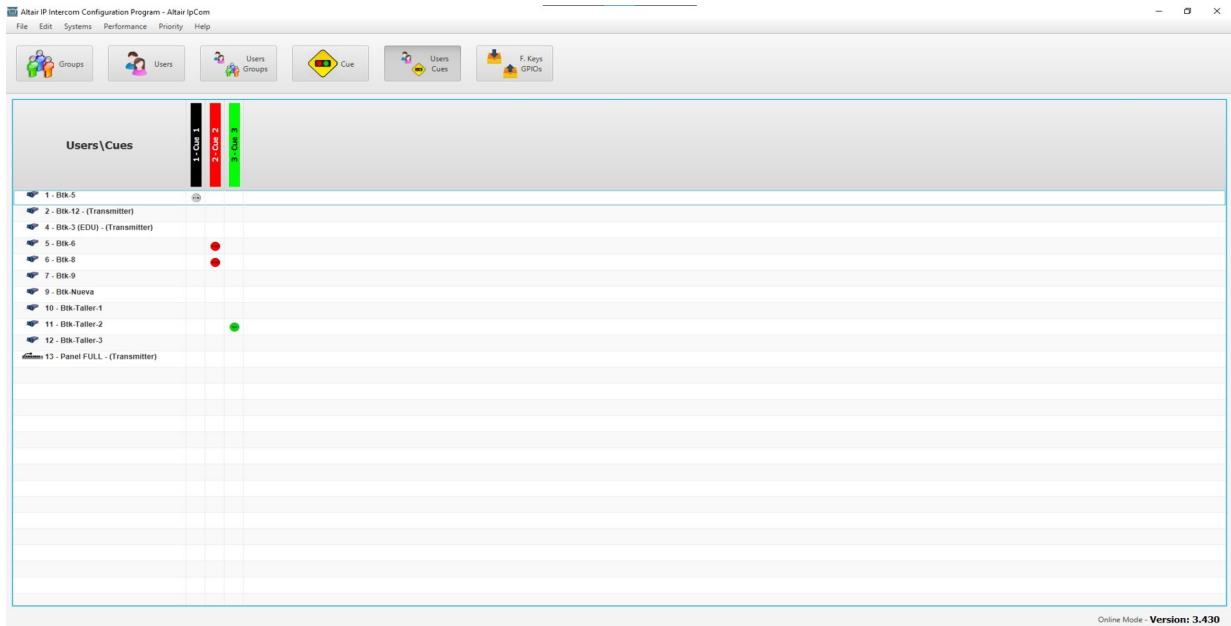 Altair IP Intercom Configuration Program - Altair IpCom
File Edit Systems Performance Priority Help
Groups
Users
Users
Groups
Cue
Users
Cues
F. Keys
GPIOs
Users\Cues
1 - Cue 1
2 - Cue 2
3 - Cue 3
1 - Btk-5
2 - Btk-12 - (Transmitter)
4 - Btk-3 (EDU) - (Transmitter)
5 - Btk-6
6 - Btk-8
7 - Btk-9
9 - Btk-Nueva
10 - Btk-Taller-1
11 - Btk-Taller-2
12 - Btk-Taller-3
13 - Panel FULL - (Transmitter)
Online Mode - Version: 3.430